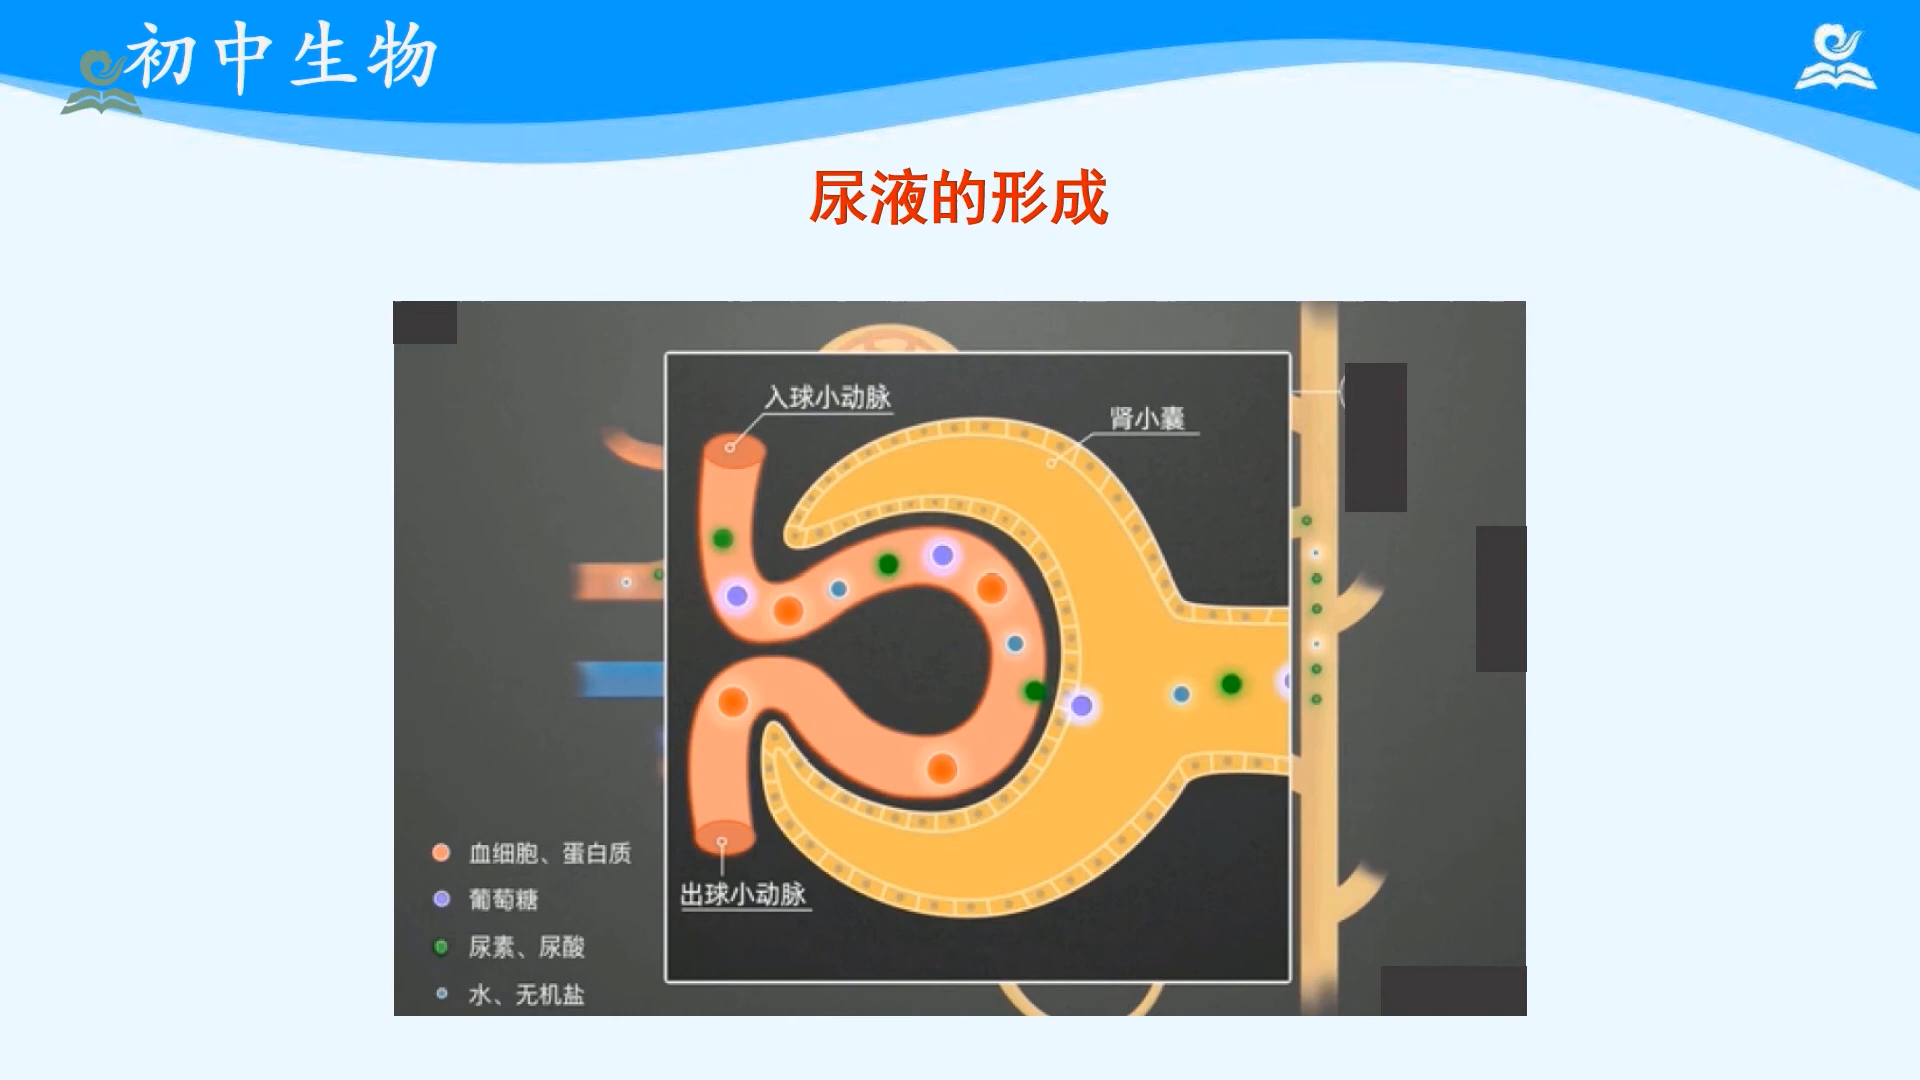 初中生物
尿液的形成
入球小动脉
肾小囊
出球小动脉
血细胞、蛋白质
葡萄糖
尿素、尿酸
水、无机盐